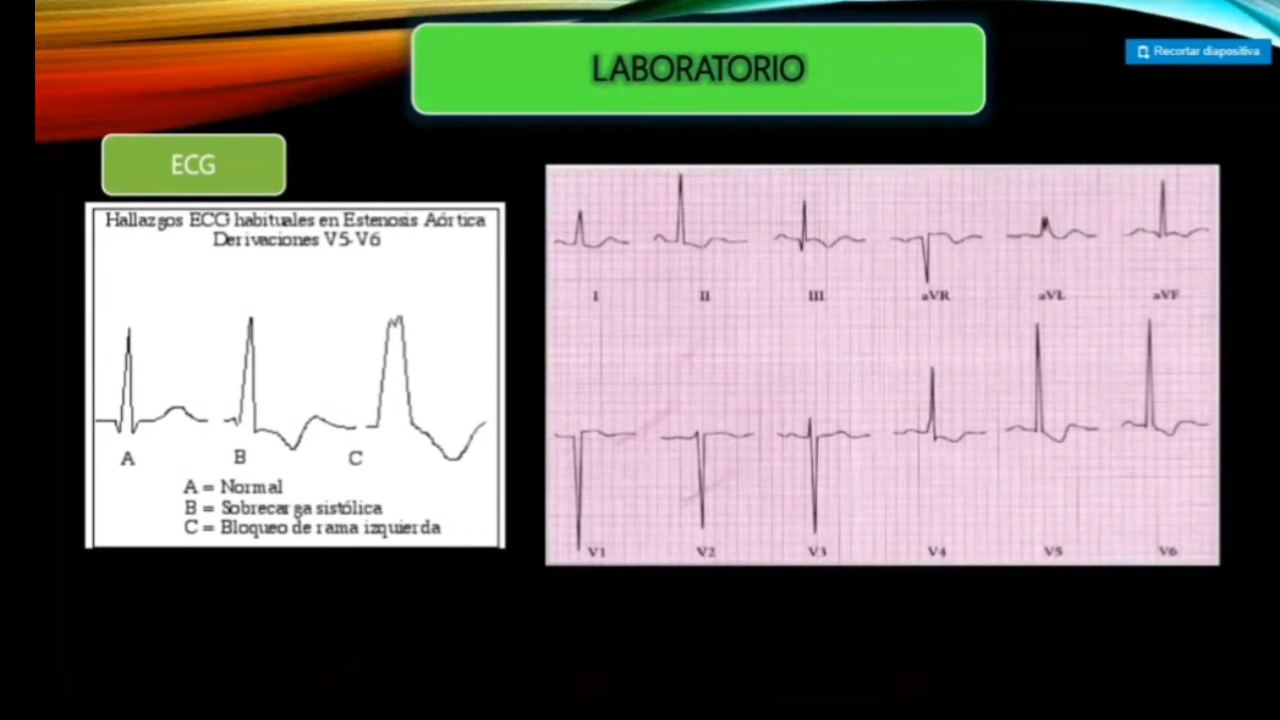 LABORATORIO
Recortar diapositiva
ECG
Hallazgos ECG habituales en Estenosis Aórtica
Derivaciones V5-V6
A B C
A = Normal
B = Sobrecarga sistólica
C = Bloqueo de rama izquierda
I II III aVR aVL aVF
V1 V2 V3 V4 V5 V6